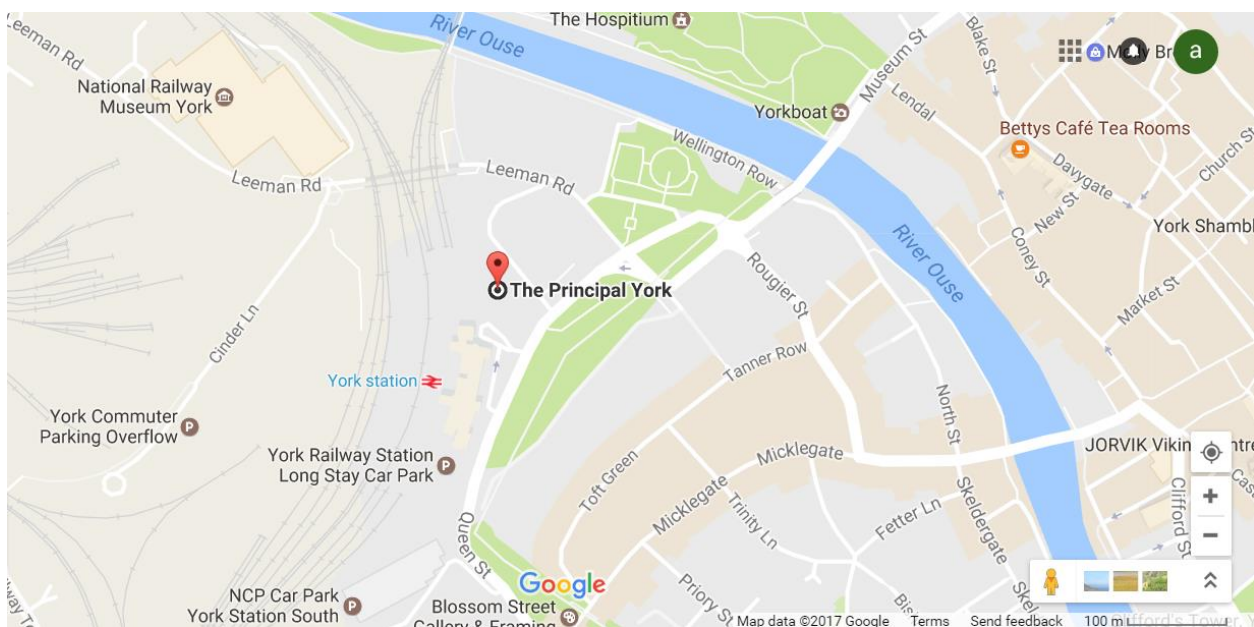 The Hospitium
Leeman Rd
River Ouse
Museum St
Blake St
a
National Railway
Museum York
Yorkboat
Lendal
Bettys Café Tea Rooms
Wellington Row
Davygate
Church St
Leeman Rd
Leeman Rd
New St
York Shambl
Coney St
River Ouse
Rougier St
The Principal York
Market St
Cinder Ln
Tanner Row
York station
North St
York Commuter
Parking Overflow
York Railway Station
Long Stay Car Park
Micklegate
JORVIK Viking
Toft Green
Micklegate
Trinity Ln
Fetter Ln
Skeldergate
Clifford St
Queen St
Google
NCP Car Park
York Station South
Blossom Street
Gallery & Framing
Priory St
Map data ©2017 Google Terms Send feedback 100 m
Clifford's Tower,